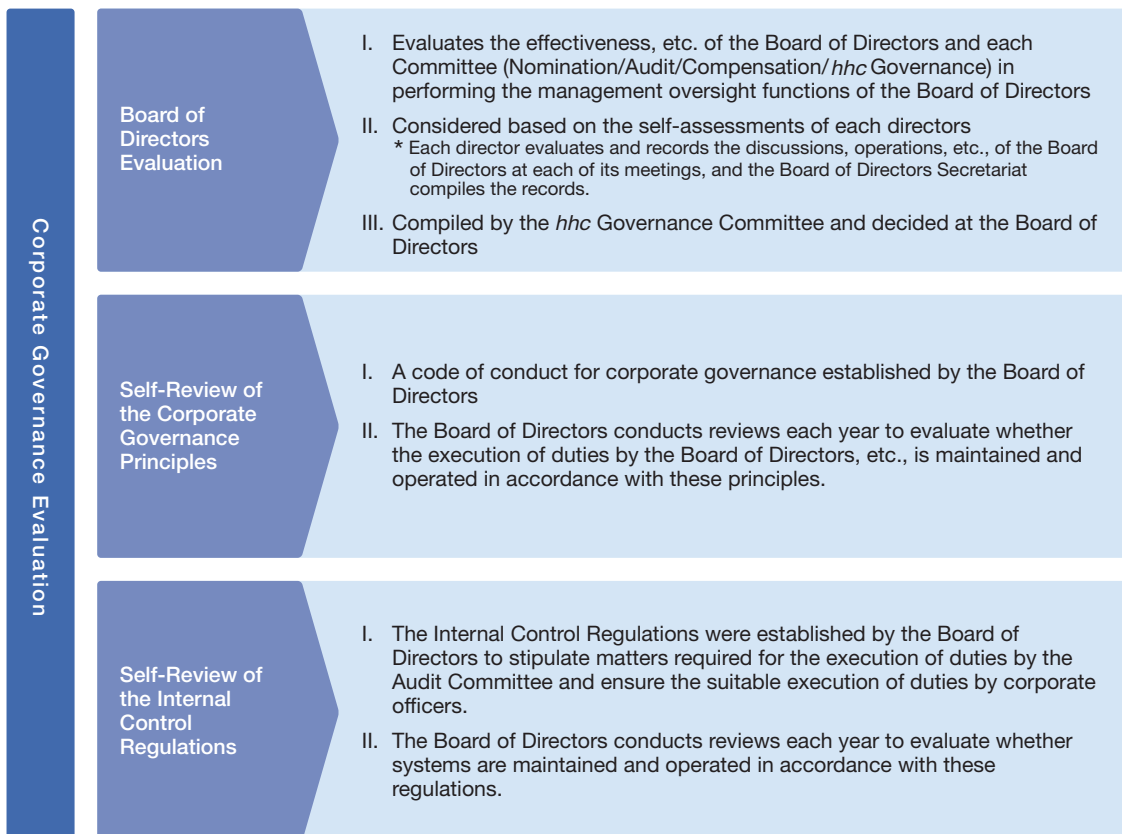 Corporate Governance Evaluation
Board of
Directors
Evaluation
I. Evaluates the effectiveness, etc. of the Board of Directors and each
Committee (Nomination/Audit/Compensation/hhc Governance) in
performing the management oversight functions of the Board of Directors
II. Considered based on the self-assessments of each directors
* Each director evaluates and records the discussions, operations, etc., of the Board
of Directors at each of its meetings, and the Board of Directors Secretariat
compiles the records.
III. Compiled by the hhc Governance Committee and decided at the Board of
Directors
Self-Review of
the Corporate
Governance
Principles
I. A code of conduct for corporate governance established by the Board of
Directors
II. The Board of Directors conducts reviews each year to evaluate whether
the execution of duties by the Board of Directors, etc., is maintained and
operated in accordance with these principles.
Self-Review of
the Internal
Control
Regulations
I. The Internal Control Regulations were established by the Board of
Directors to stipulate matters required for the execution of duties by the
Audit Committee and ensure the suitable execution of duties by corporate
officers.
II. The Board of Directors conducts reviews each year to evaluate whether
systems are maintained and operated in accordance with these
regulations.